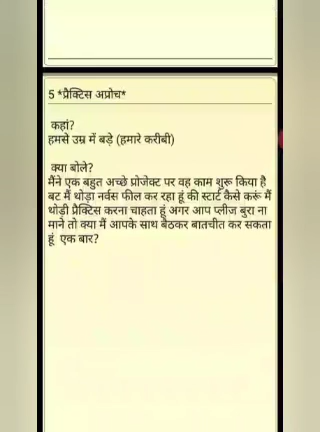 5 *प्रैक्टिस अप्रोच*
कहां?
हमसे उम्र में बड़े (हमारे करीबी)
क्या बोले?
मैंने एक बहुत अच्छे प्रोजेक्ट पर वह काम शुरू किया है
बट मैं थोड़ा नर्वस फील कर रहा हूं की स्टार्ट कैसे करूं मैं
थोड़ी प्रैक्टिस करना चाहता हूं अगर आप प्लीज बुरा ना
माने तो क्या मैं आपके साथ बैठकर बातचीत कर सकता
हूं एक बार?